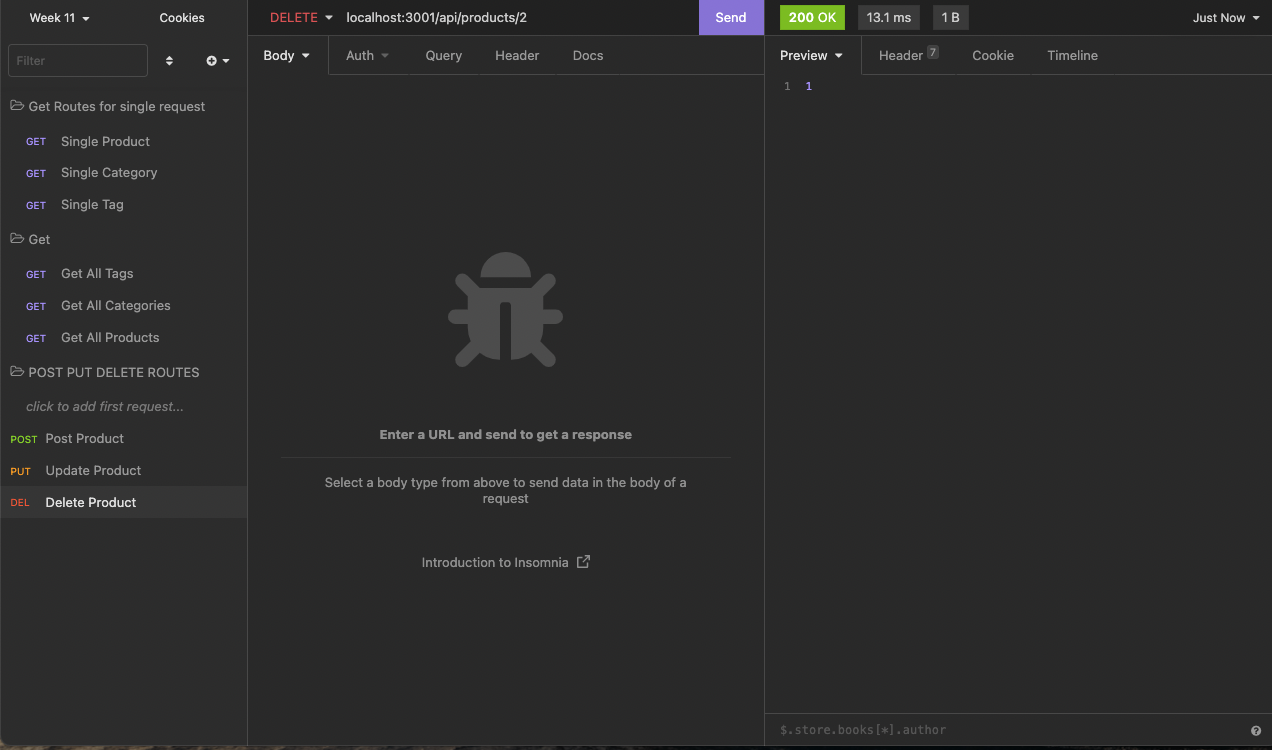 Week 11
Cookies
Filter
Get Routes for single request
GET Single Product
GET Single Category
GET Single Tag
Get
GET Get All Tags
GET Get All Categories
GET Get All Products
POST PUT DELETE ROUTES
click to add first request...
POST Post Product
PUT Update Product
DEL Delete Product
DELETE localhost:3001/api/products/2 Send
Body Auth Query Header Docs
Enter a URL and send to get a response
Select a body type from above to send data in the body of a
request
Introduction to Insomnia
200 OK 13.1 ms 1 B Just Now
Preview Header 7 Cookie Timeline
1 1
$.store.books[*].author
?